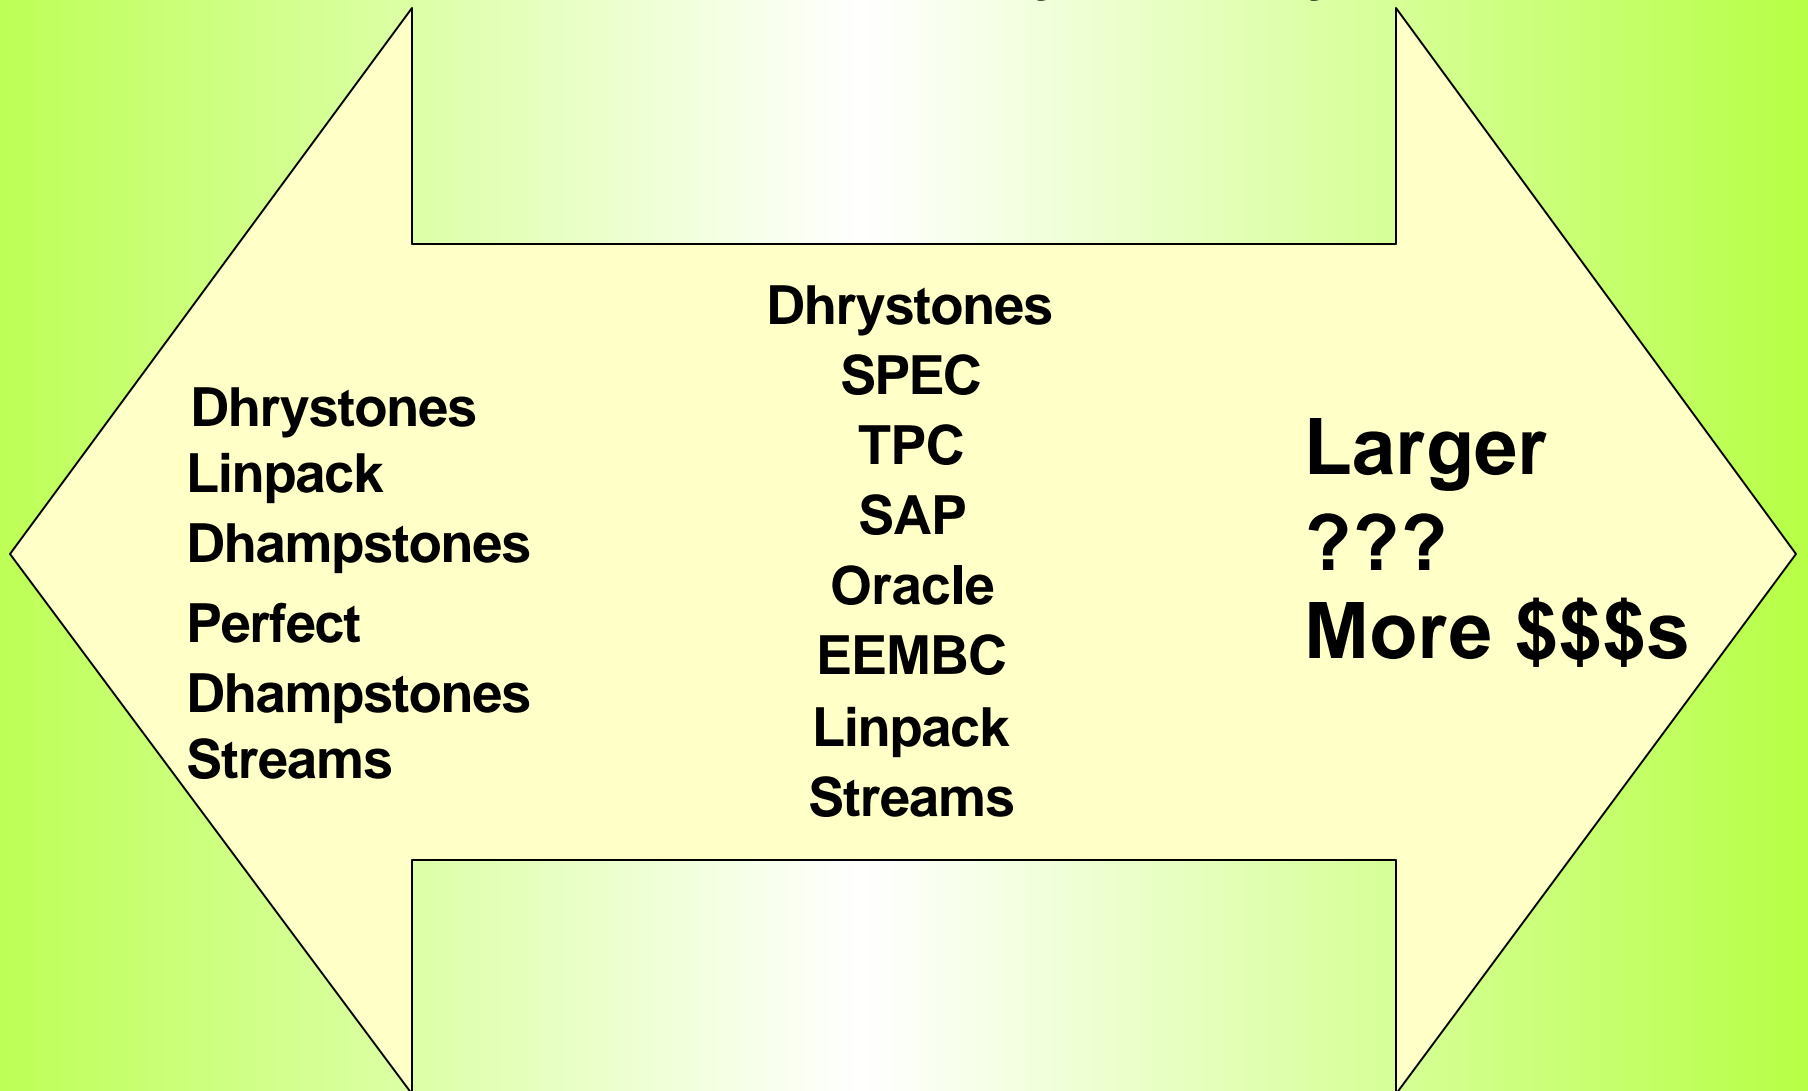 Dhrystones
Linpack
Dhampstones
Perfect
Dhampstones
Streams
Dhrystones
SPEC
TPC
SAP
Oracle
EEMBC
Linpack
Streams
Larger
???
More $$$s